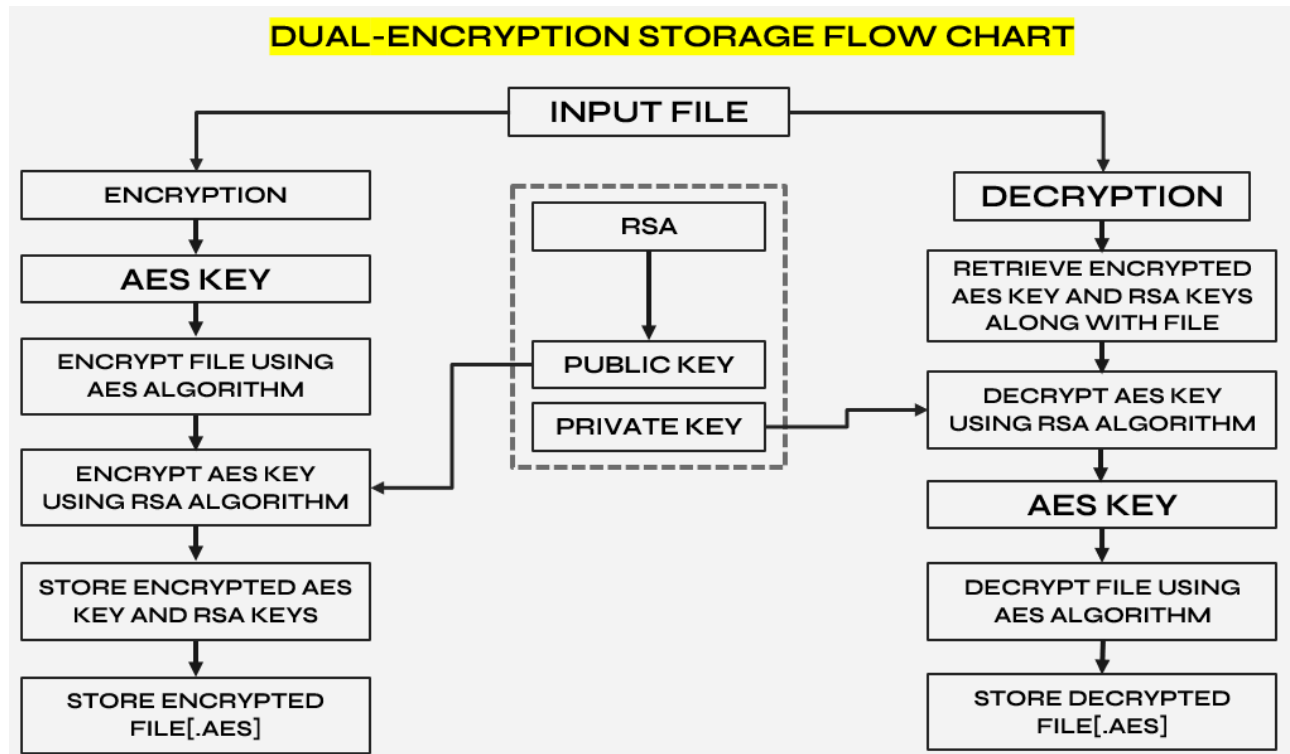 DUAL-ENCRYPTION STORAGE FLOW CHART
INPUT FILE
ENCRYPTION
AES KEY
ENCRYPT FILE USING
AES ALGORITHM
ENCRYPT AES KEY
USING RSA ALGORITHM
STORE ENCRYPTED AES
KEY AND RSA KEYS
STORE ENCRYPTED
FILE[.AES]
RSA
PUBLIC KEY
PRIVATE KEY
DECRYPTION
RETRIEVE ENCRYPTED
AES KEY AND RSA KEYS
ALONG WITH FILE
DECRYPT AES KEY
USING RSA ALGORITHM
AES KEY
DECRYPT FILE USING
AES ALGORITHM
STORE DECRYPTED
FILE[.AES]